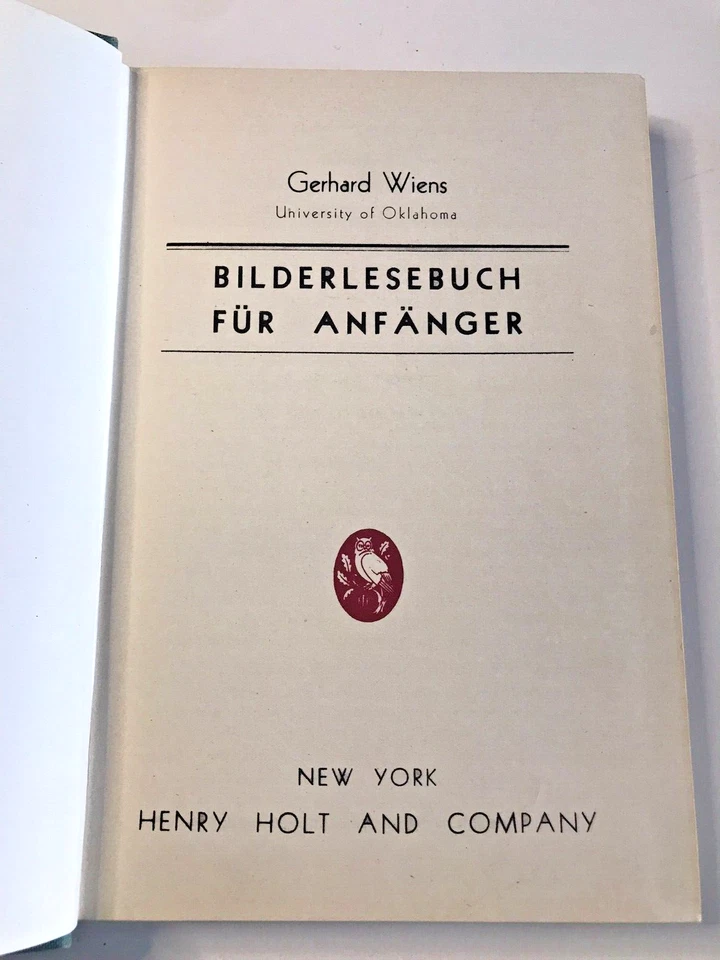 Gerhard Wiens
University of Oklahoma
BILDERLESEBUCH
FÜR ANFÄNGER
NEW YORK
HENRY HOLT AND COMPANY